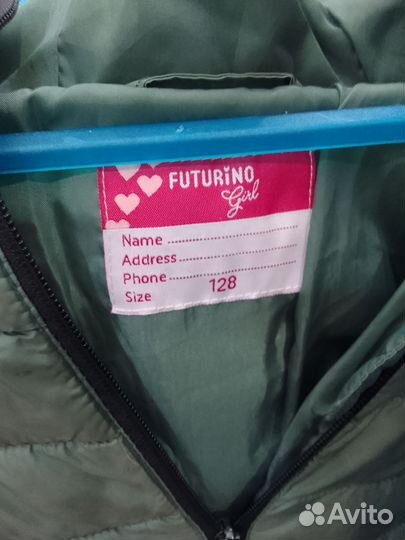 FUTURiNO
Girl
Name ........................
Address ........................
Phone ........................
Size 128
Avito